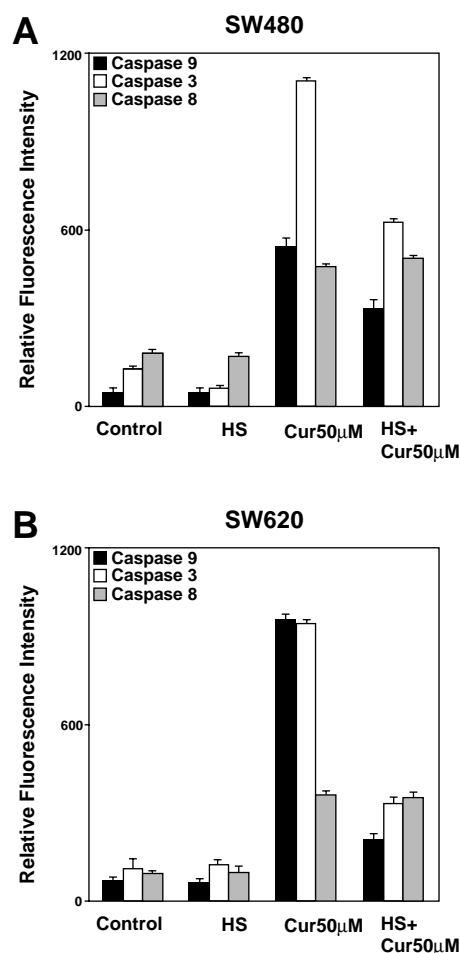 A
SW480
1200
Caspase 9
Caspase 3
Caspase 8
Relative Fluorescence Intensity
600
0
Control
HS
Cur50μM
HS+
Cur50μM
B
SW620
1200
Caspase 9
Caspase 3
Caspase 8
Relative Fluorescence Intensity
600
0
Control
HS
Cur50μM
HS+
Cur50μM